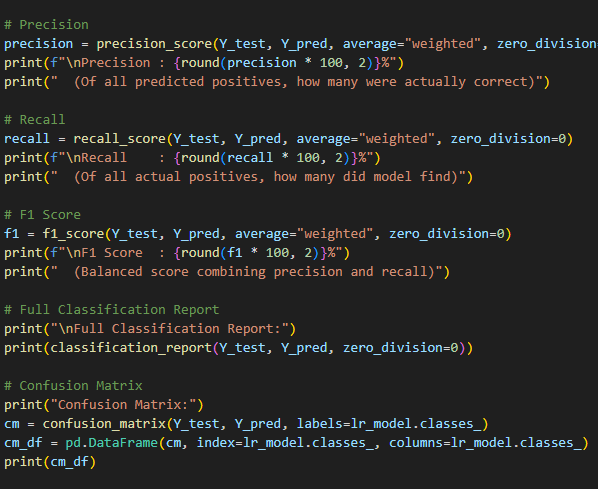 # Precision
precision = precision_score(Y_test, Y_pred, average="weighted", zero_division
print(f"\nPrecision : {round(precision * 100, 2)}%")
print("  (Of all predicted positives, how many were actually correct)")
# Recall
recall = recall_score(Y_test, Y_pred, average="weighted", zero_division=0)
print(f"\nRecall    : {round(recall * 100, 2)}%")
print("  (Of all actual positives, how many did model find)")
# F1 Score
f1 = f1_score(Y_test, Y_pred, average="weighted", zero_division=0)
print(f"\nF1 Score  : {round(f1 * 100, 2)}%")
print("  (Balanced score combining precision and recall)")
# Full Classification Report
print("\nFull Classification Report:")
print(classification_report(Y_test, Y_pred, zero_division=0))
# Confusion Matrix
print("Confusion Matrix:")
cm = confusion_matrix(Y_test, Y_pred, labels=lr_model.classes_)
cm_df = pd.DataFrame(cm, index=lr_model.classes_, columns=lr_model.classes_)
print(cm_df)